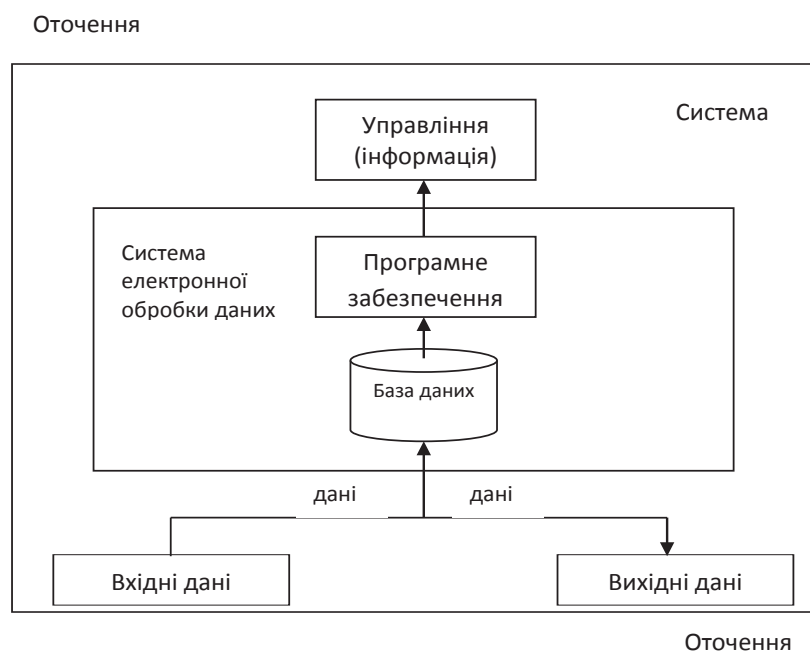 Оточення
Система
Управління
(інформація)
Система
електронної
обробки даних
Програмне
забезпечення
База даних
дані
дані
Вхідні дані
Вихідні дані
Оточення